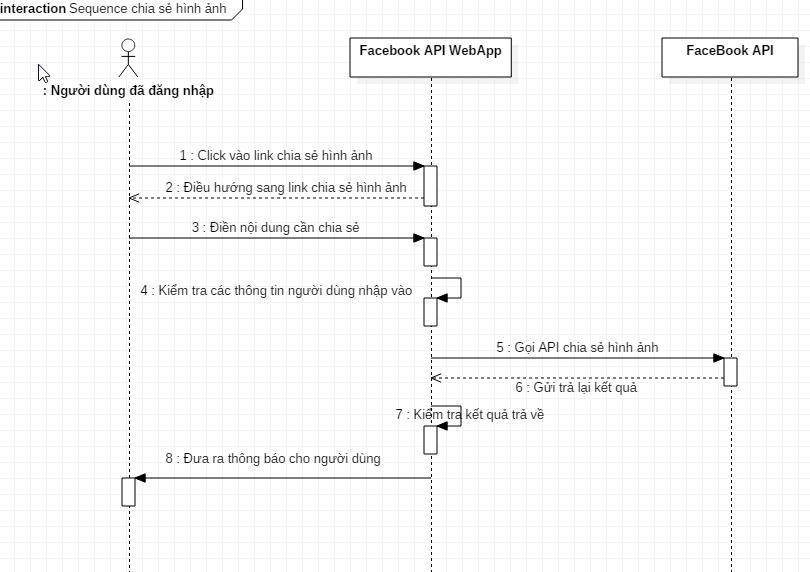 interaction Sequence chia sẻ hình ảnh
Facebook API WebApp
FaceBook API
: Người dùng đã đăng nhập
1 : Click vào link chia sẻ hình ảnh
2 : Điều hướng sang link chia sẻ hình ảnh
3 : Điền nội dung cần chia sẻ
4 : Kiểm tra các thông tin người dùng nhập vào
5 : Gọi API chia sẻ hình ảnh
6 : Gửi trả lại kết quả
7 : Kiểm tra kết quả trả về
8 : Đưa ra thông báo cho người dùng